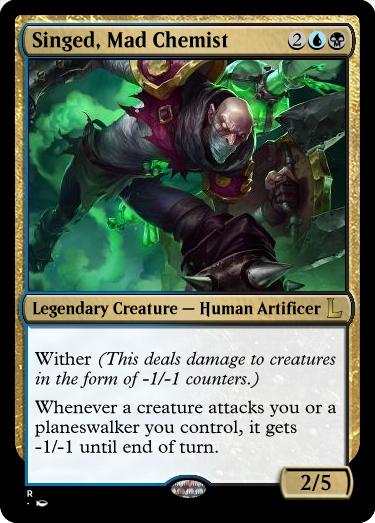 Singed, Mad Chemist 2
Legendary Creature — Human Artificer L
Wither (This deals damage to creatures
in the form of -1/-1 counters.)
Whenever a creature attacks you or a
planeswalker you control, it gets
-1/-1 until end of turn.
2/5
R